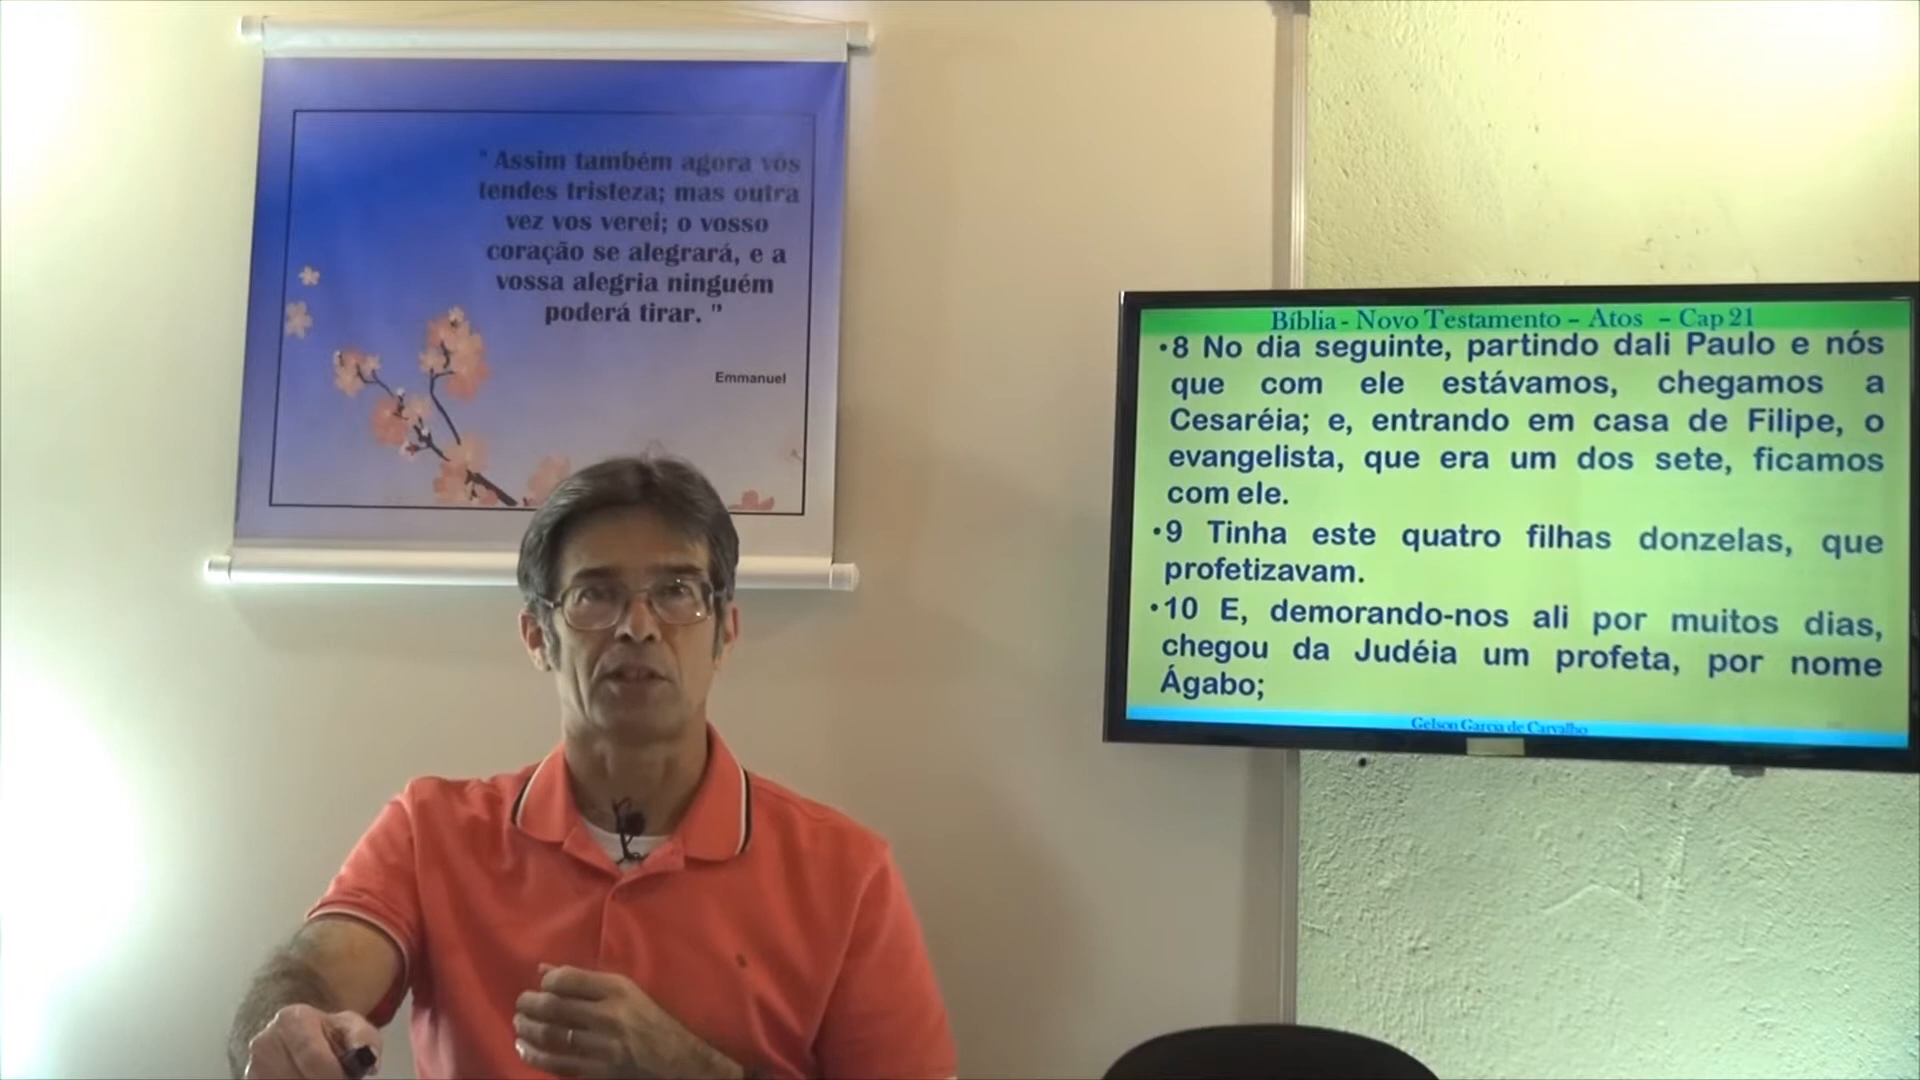 " Assim também agora vós
tendes tristeza; mas outra
vez vos verei; o vosso
coração se alegrará, e a
vossa alegria ninguém
poderá tirar. "
Emmanuel
Bíblia - Novo Testamento – Atos – Cap 21
•8 No dia seguinte, partindo dali Paulo e nós
que com ele estávamos, chegamos a
Cesaréia; e, entrando em casa de Filipe, o
evangelista, que era um dos sete, ficamos
com ele.
•9 Tinha este quatro filhas donzelas, que
profetizavam.
•10 E, demorando-nos ali por muitos dias,
chegou da Judéia um profeta, por nome
Ágabo;
Gelson Garcia de Carvalho